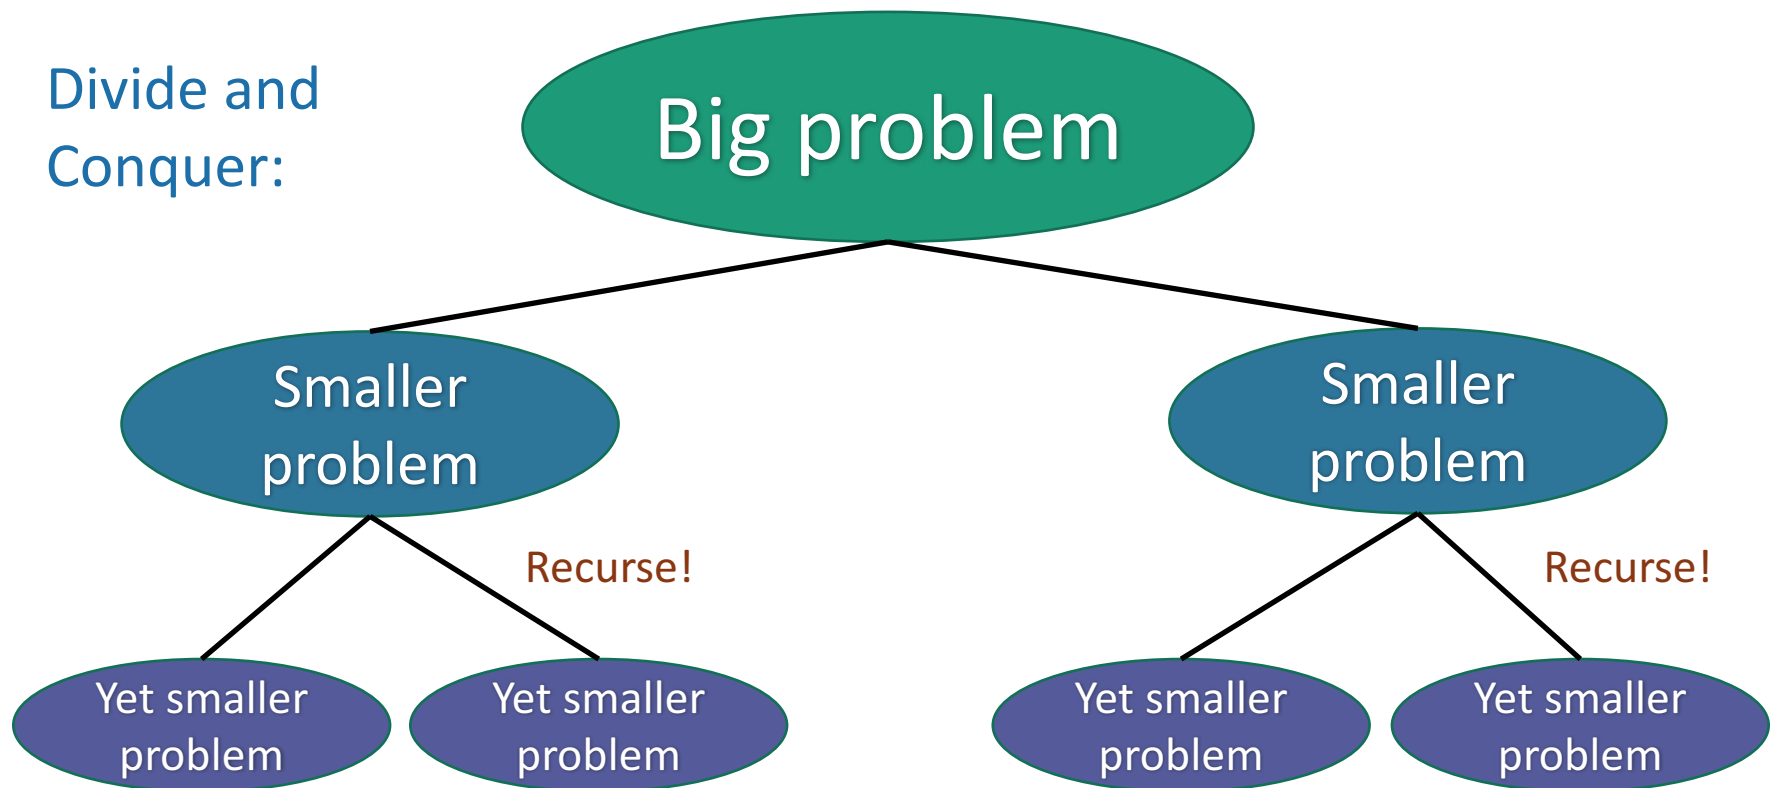 Divide and
Conquer:
Big problem
Smaller
problem
Smaller
problem
Recurse!
Recurse!
Yet smaller
problem
Yet smaller
problem
Yet smaller
problem
Yet smaller
problem